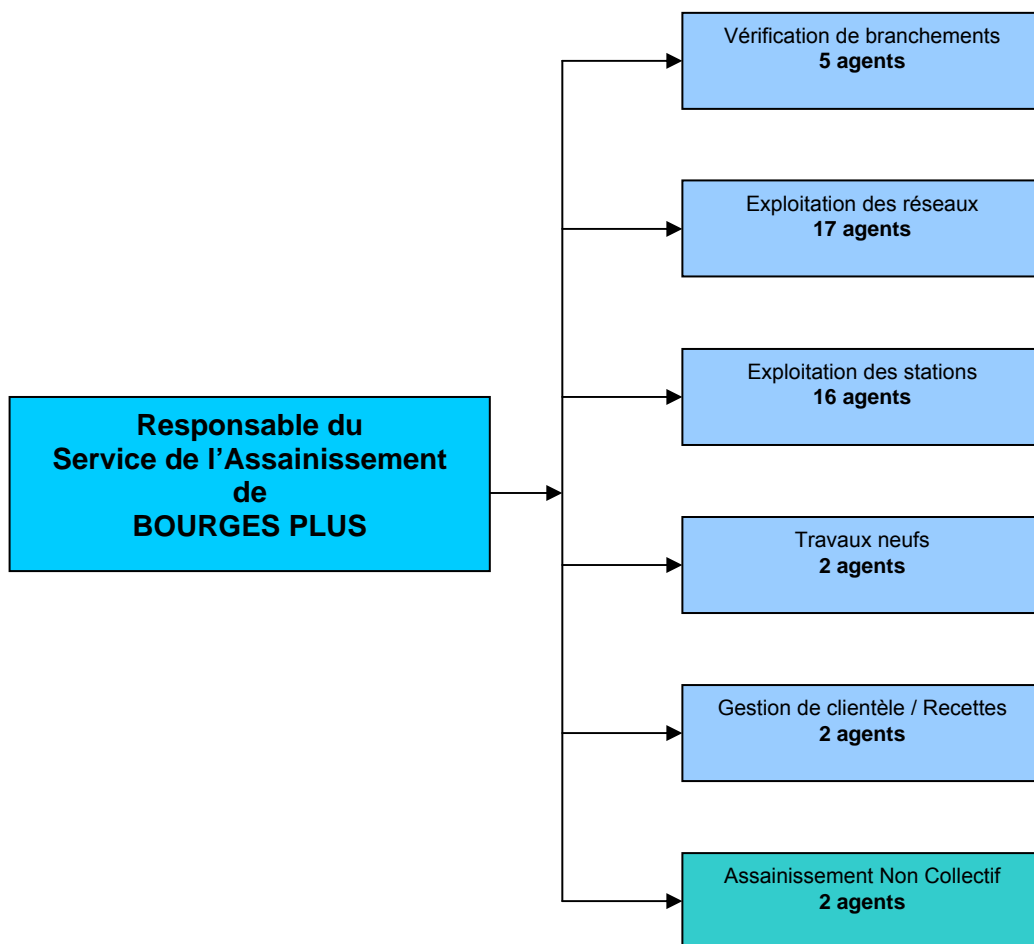 Vérification de branchements
5 agents
Exploitation des réseaux
17 agents
Exploitation des stations
16 agents
Responsable du
Service de l'Assainissement
de
BOURGES PLUS
Travaux neufs
2 agents
Gestion de clientèle / Recettes
2 agents
Assainissement Non Collectif
2 agents